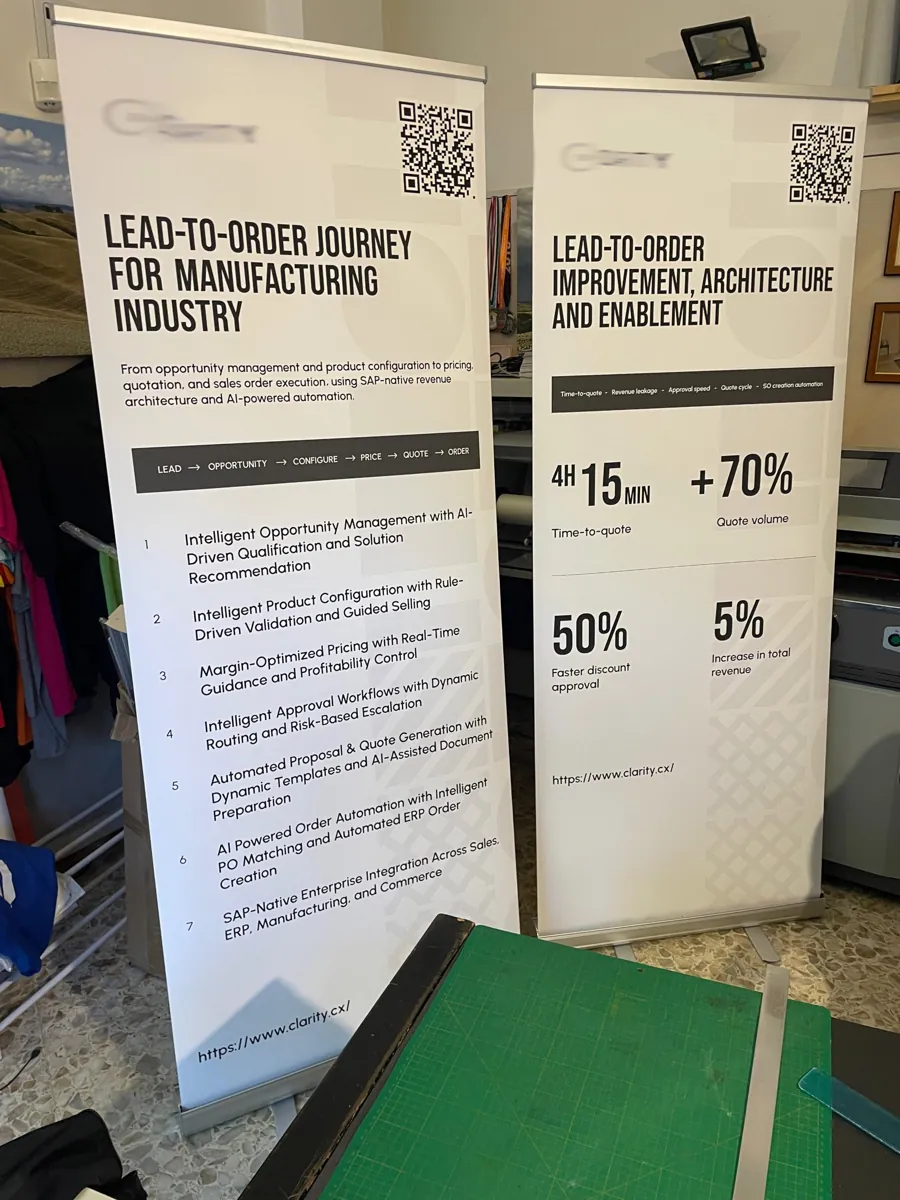 LEAD-TO-ORDER JOURNEY
FOR MANUFACTURING
INDUSTRY
From opportunity management and product configuration to pricing,
quotation, and sales order execution, using SAP-native revenue
architecture and AI-powered automation.
LEAD → OPPORTUNITY → CONFIGURE → PRICE → QUOTE → ORDER
1 Intelligent Opportunity Management with AI-
Driven Qualification and Solution
Recommendation
2 Intelligent Product Configuration with Rule-
Driven Validation and Guided Selling
3 Margin-Optimized Pricing with Real-Time
Guidance and Profitability Control
4 Intelligent Approval Workflows with Dynamic
Routing and Risk-Based Escalation
5 Automated Proposal & Quote Generation with
Dynamic Templates and AI-Assisted Document
Preparation
6 AI Powered Order Automation with Intelligent
PO Matching and Automated ERP Order
Creation
7 SAP-Native Enterprise Integration Across Sales,
ERP, Manufacturing, and Commerce
https://www.clarity.cx/
LEAD-TO-ORDER
IMPROVEMENT, ARCHITECTURE
AND ENABLEMENT
Time-to-quote - Revenue leakage - Approval speed - Quote cycle - SO creation automation
4H 15 MIN
Time-to-quote
+70%
Quote volume
50%
Faster discount
approval
5%
Increase in total
revenue
https://www.clarity.cx/